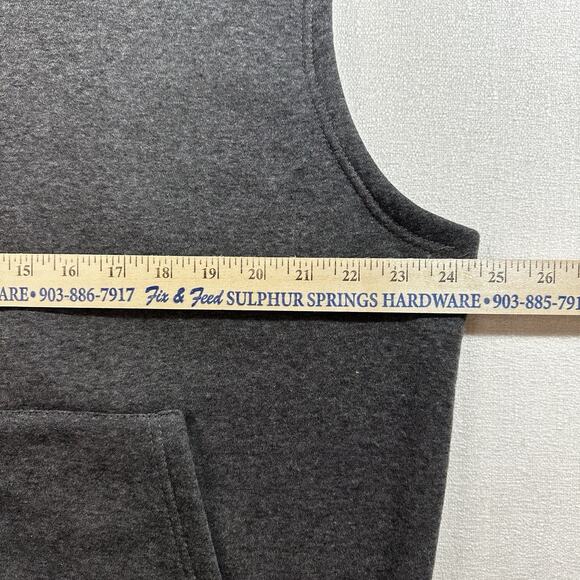 15 16 17 18 19 20 21 22 23 24 25 26
ARE • 903-886-7917 Fix & Feed SULPHUR SPRINGS HARDWARE • 903-885-791